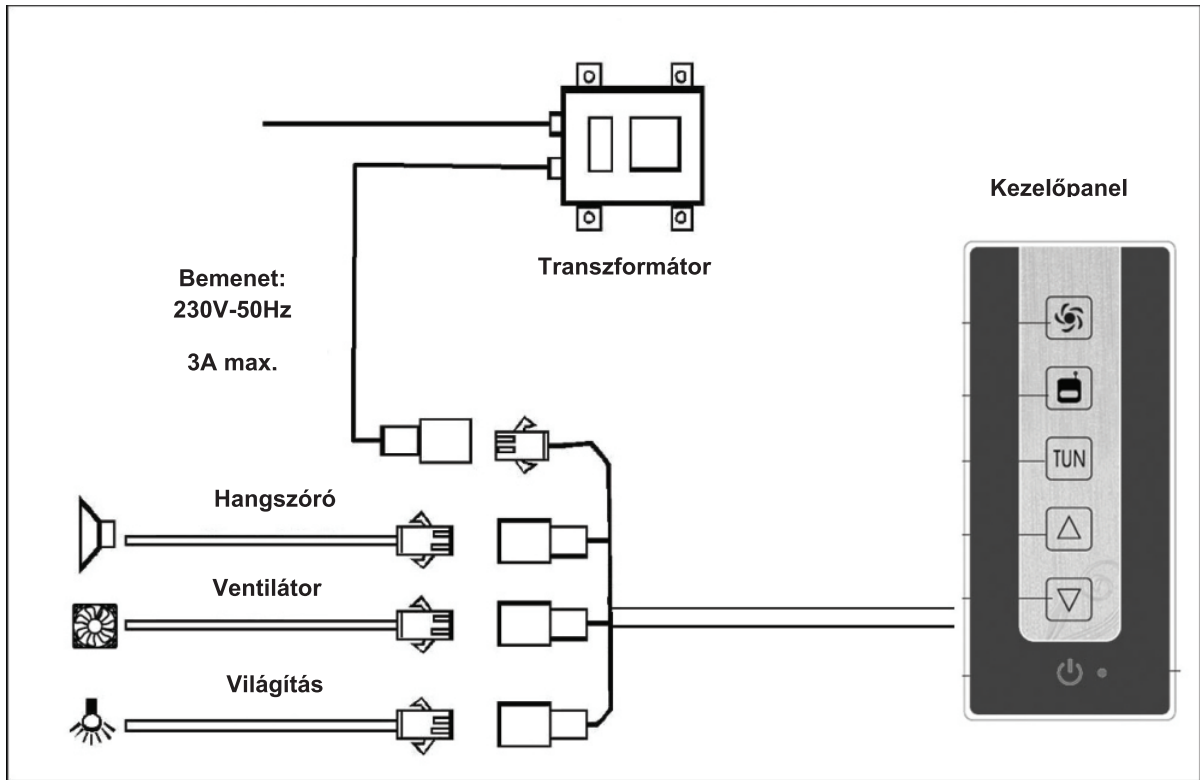 Kezelőpanel
Transzformátor
Bemenet:
230V-50Hz
3A max.
TUN
Hangszóró
Ventilátor
Világítás